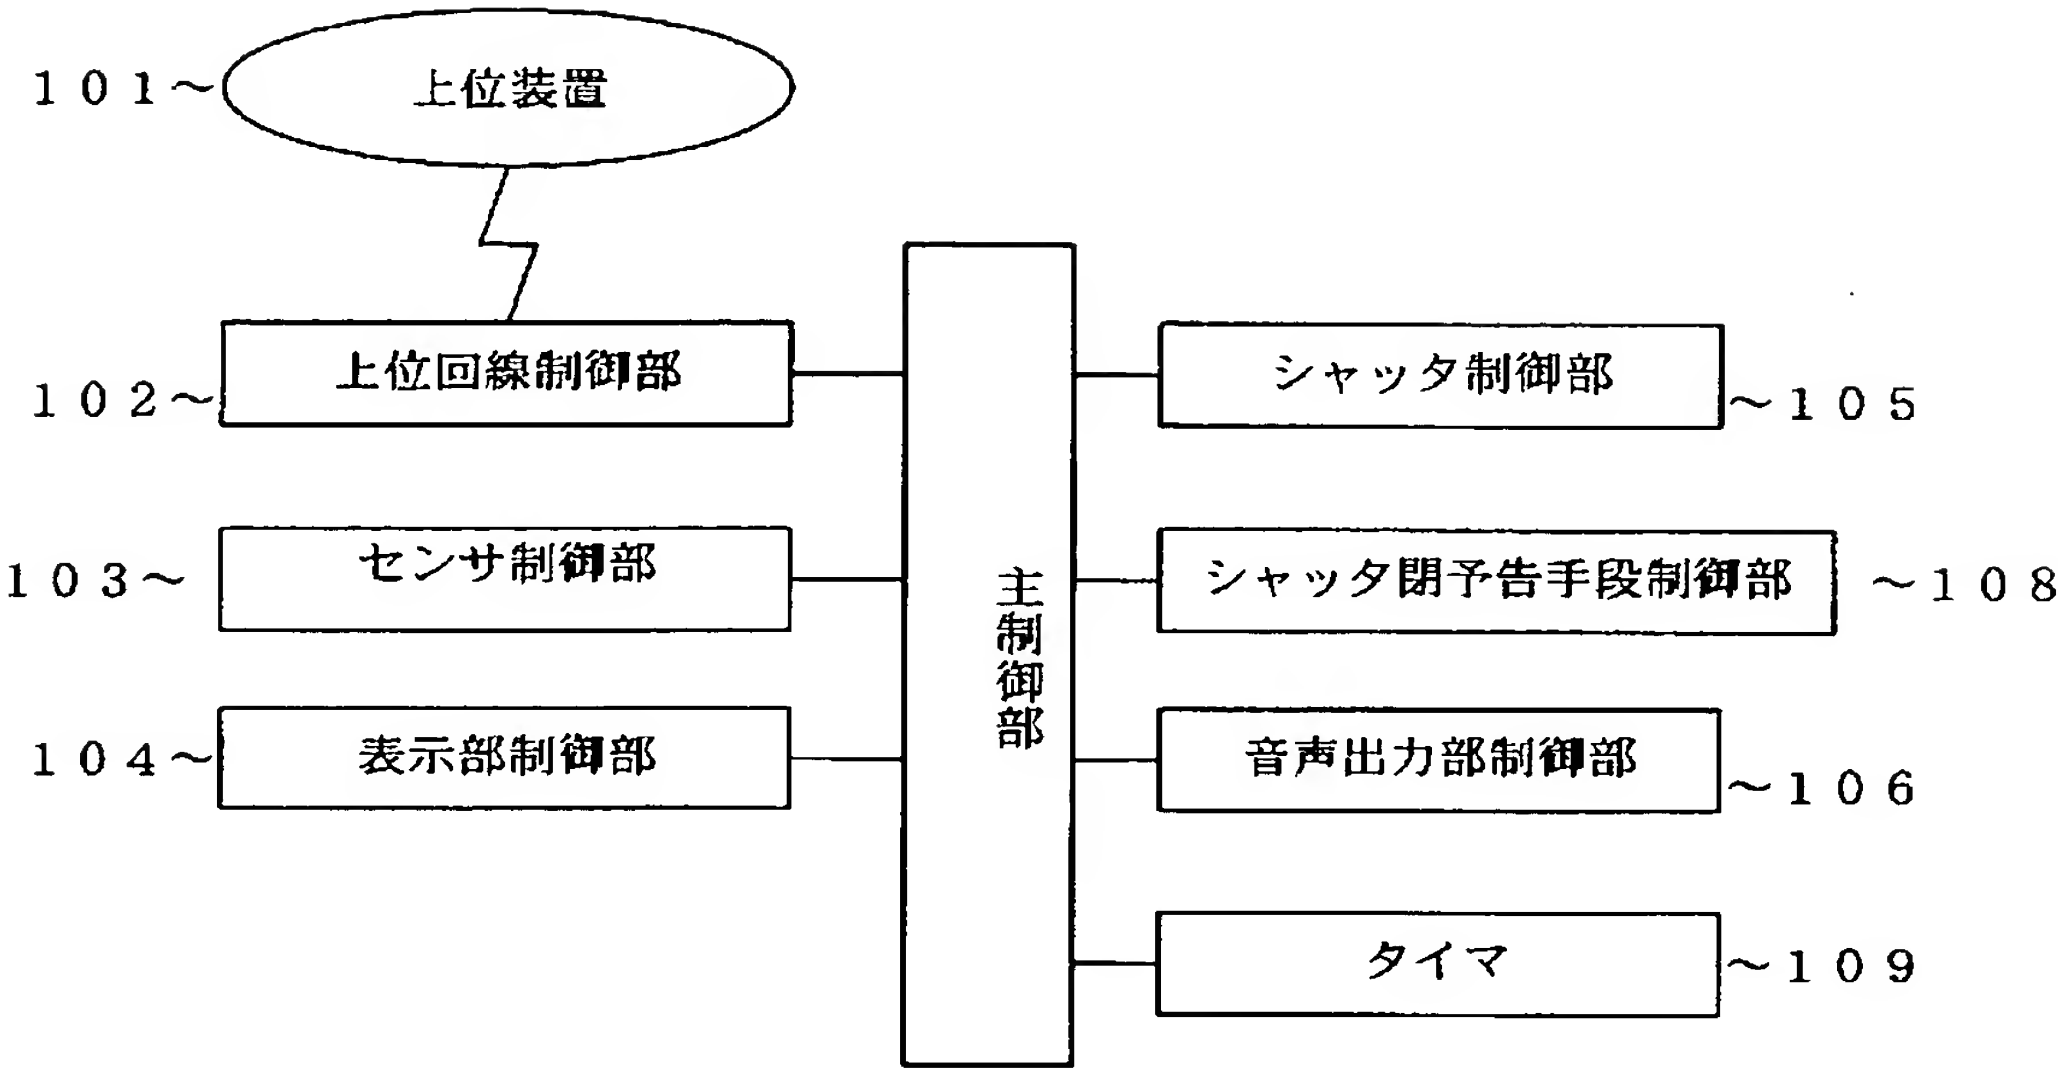 101～ 上位装置
102～ 上位回線制御部
103～ センサ制御部
104～ 表示部制御部
主制御部
シャッタ制御部 ～105
シャッタ閉予告手段制御部 ～108
音声出力部制御部 ～106
タイマ ～109